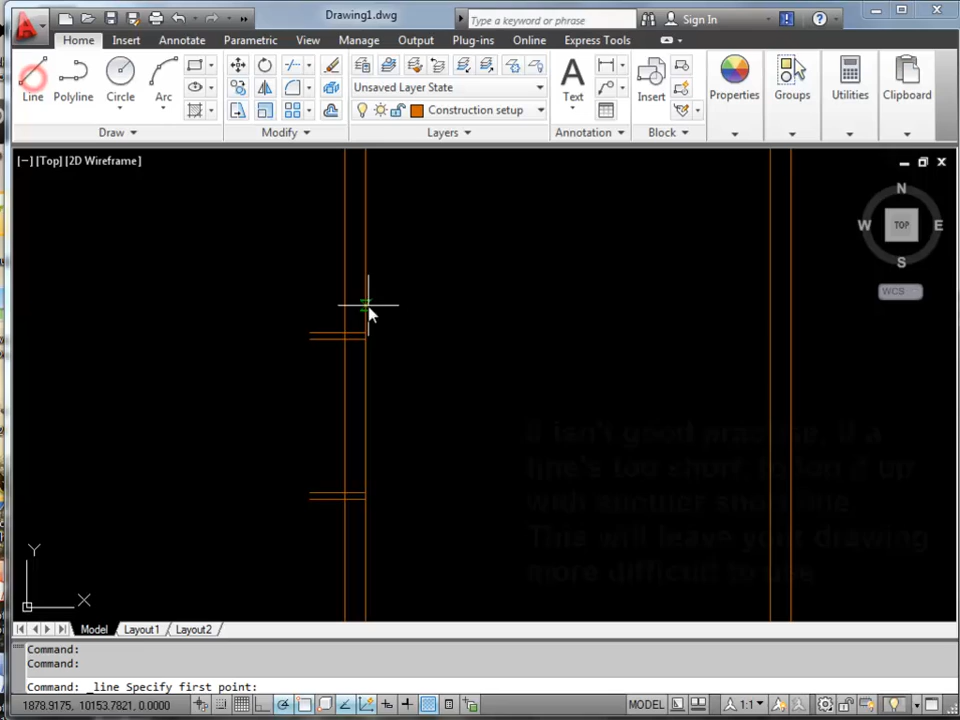 Drawing1.dwg
Type a keyword or phrase
Sign In
Home
Insert
Annotate
Parametric
View
Manage
Output
Plug-ins
Online
Express Tools
Line
Polyline
Circle
Arc
Unsaved Layer State
Construction setup
Text
Insert
Properties
Groups
Utilities
Clipboard
Draw
Modify
Layers
Annotation
Block
[−] [Top] [2D Wireframe]
N
W
TOP
E
S
WCS
It isn't good practise, if a
line's too short, to join it up
with another short line.
This will leave your drawing
more difficult to use
Y
X
Model
Layout1
Layout2
Command:
Command:
Command: _line Specify first point:
1878.9175, 10153.7821, 0.0000
MODEL
1:1